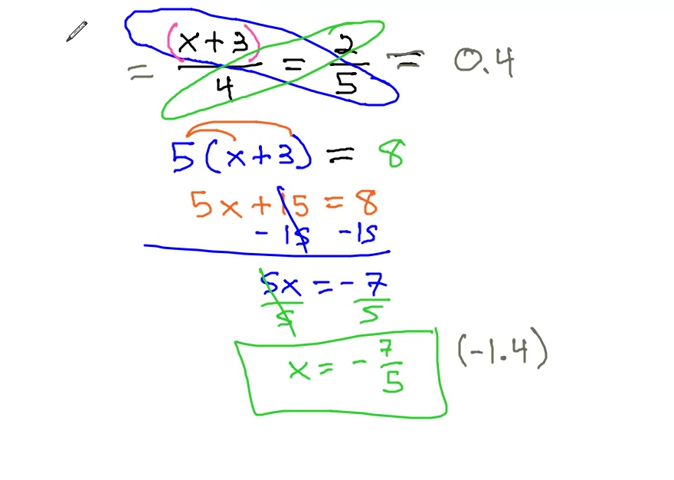 = (x+3)/4 = 2/5 = 0.4
5(x+3) = 8
5x+15 = 8
-15 -15
5x/5 = -7/5
x = -7/5 (-1.4)